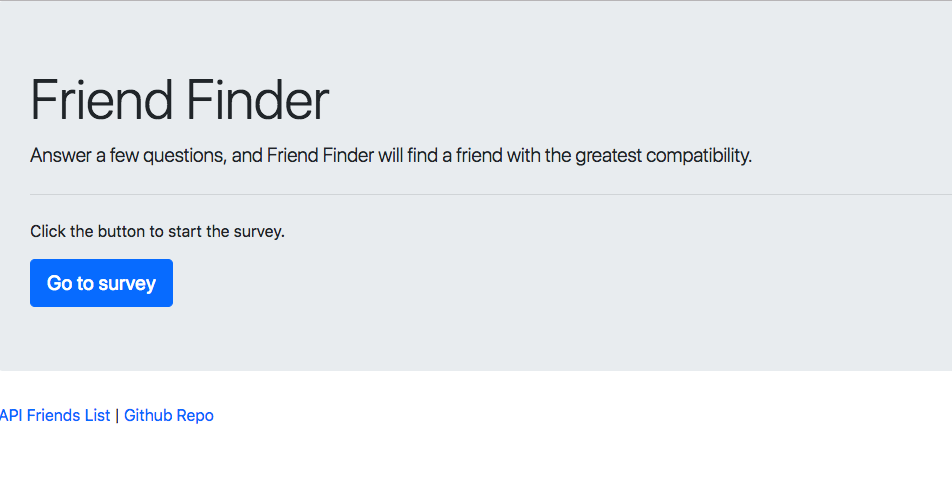 Friend Finder
Answer a few questions, and Friend Finder will find a friend with the greatest compatibility.
Click the button to start the survey.
Go to survey
API Friends List | Github Repo